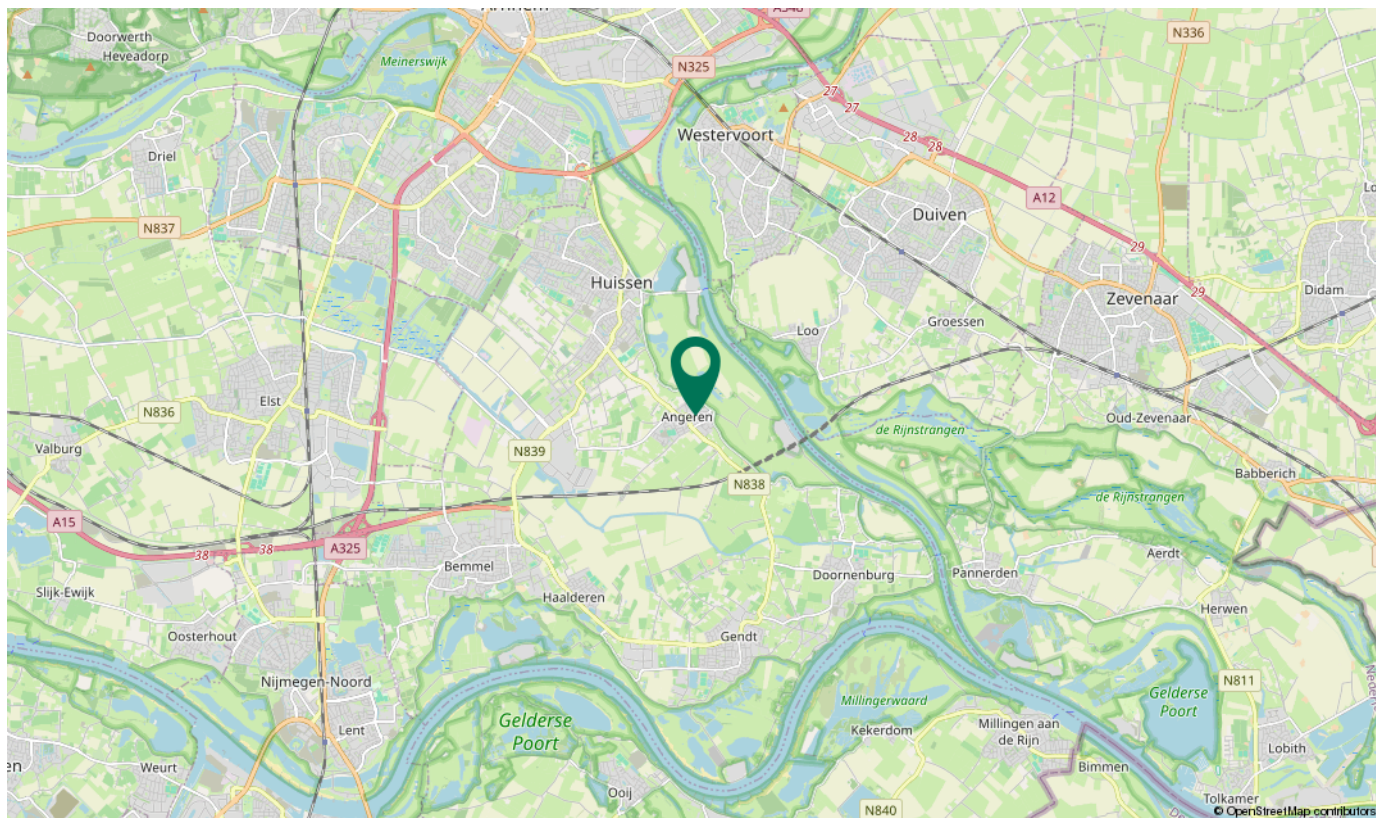 Arnhem
A348
Doorwerth
Heveadorp
Meinerswijk
N336
N325
27
27
Westervoort
28
28
Driel
A12
Duiven
N837
29
Huissen
29
Zevenaar
Didam
Loo
Groessen
Elst
N836
Angeren
Oud-Zevenaar
de Rijnstrangen
Valburg
N839
Babberich
N838
de Rijnstrangen
A15
38
38
A325
Aerdt
Bemmel
Doornenburg
Pannerden
Slijk-Ewijk
Haalderen
Herwen
Oosterhout
Gendt
Nijmegen-Noord
N811
Millingerwaard
Gelderse
Poort
Gelderse
Poort
Lent
Kekerdom
Millingen aan
de Rijn
Lobith
Weurt
Bimmen
Ooij
Tolkamer
N840
© OpenStreetMap contributors